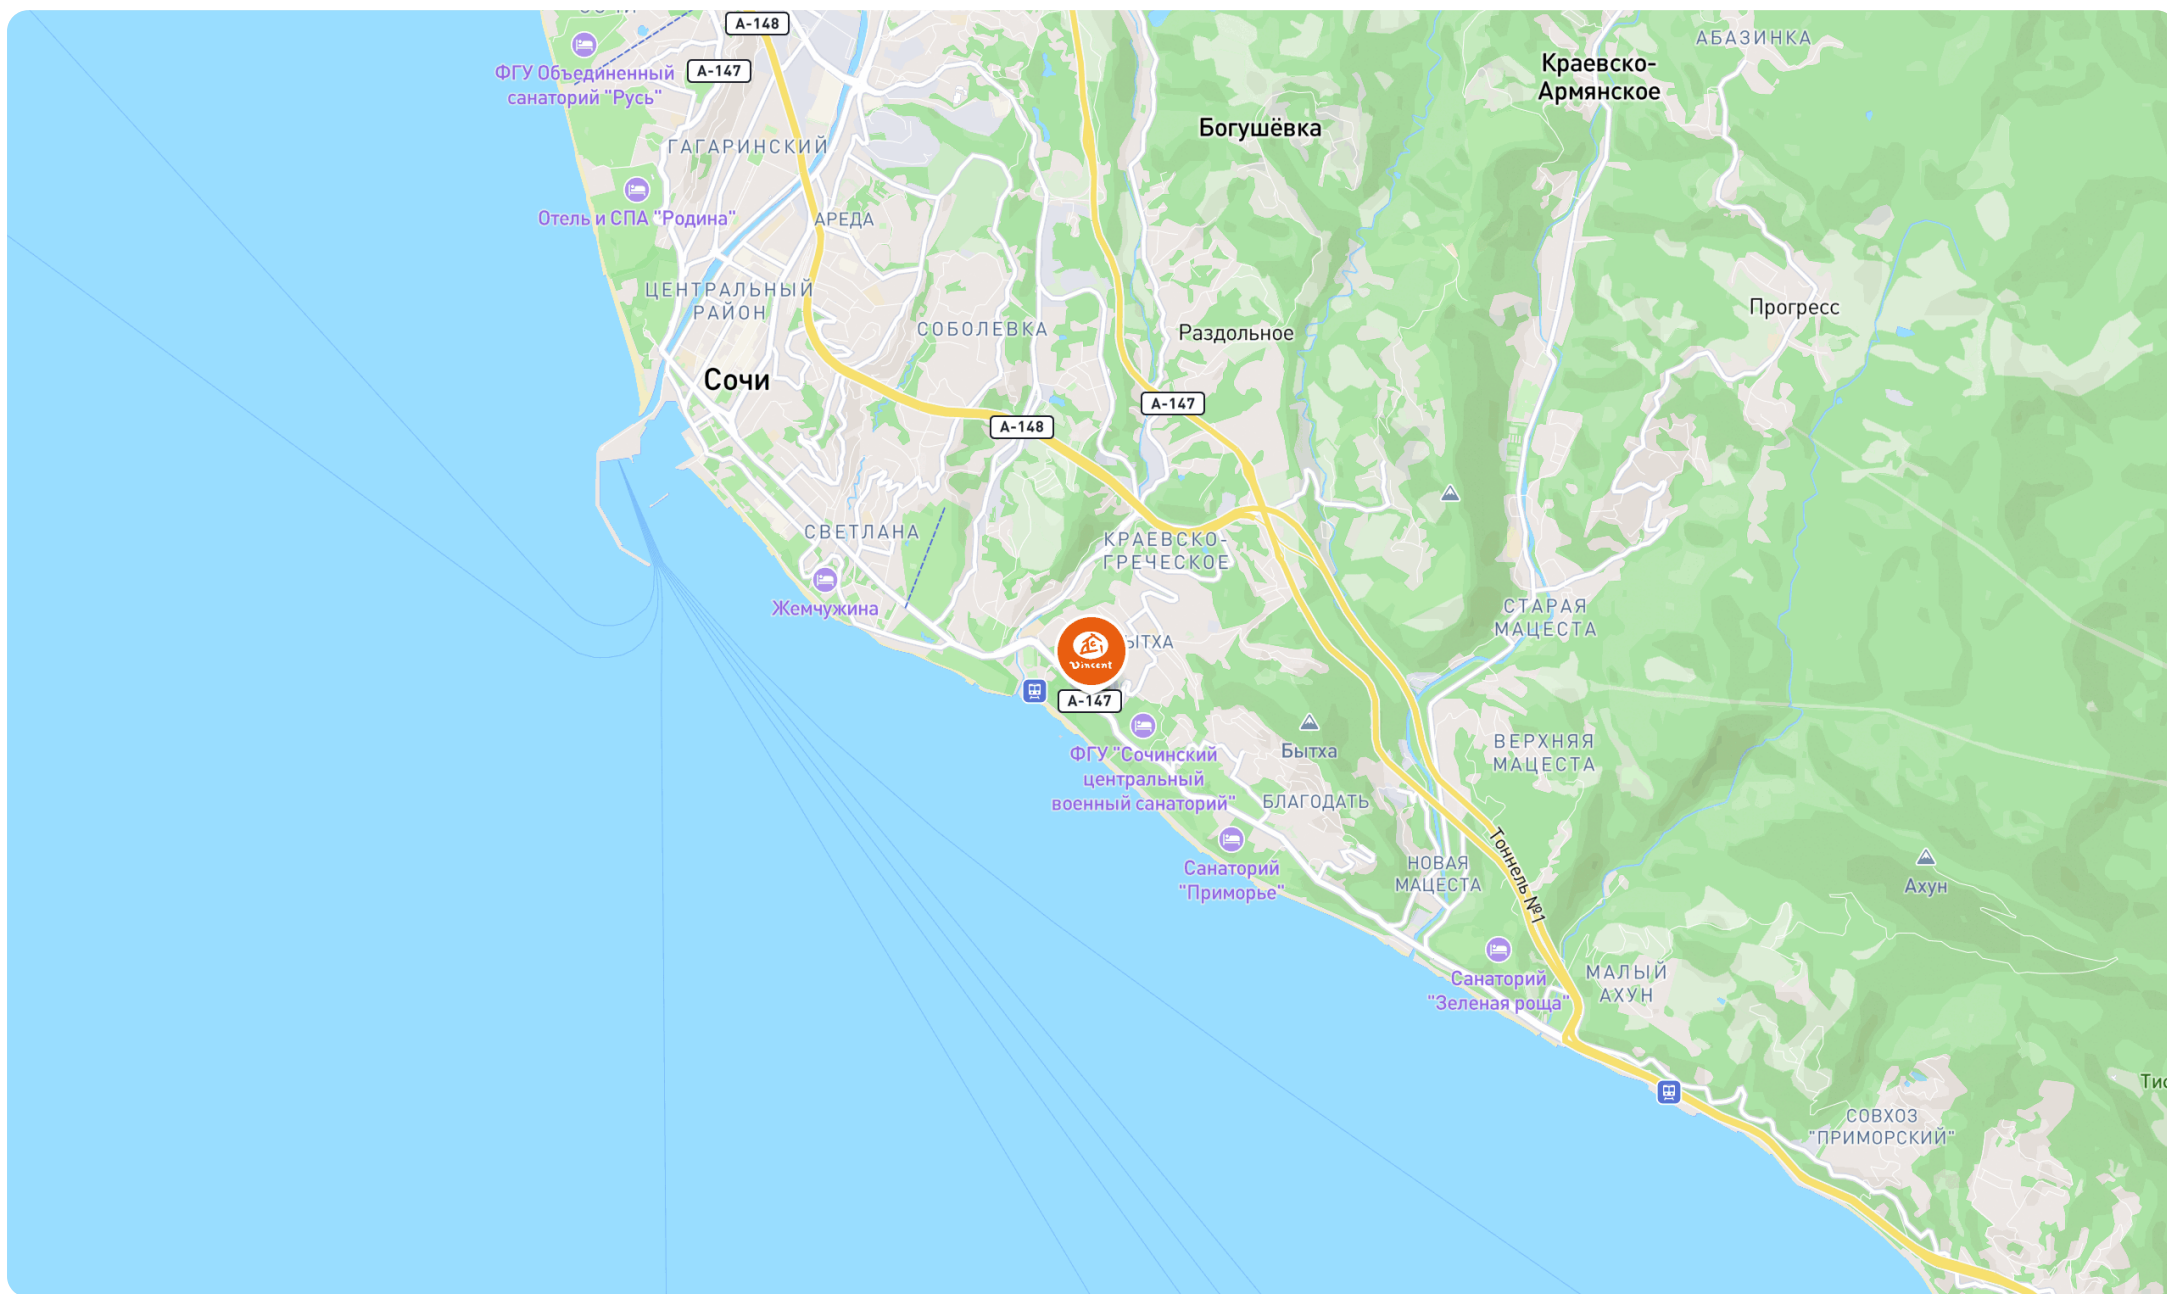 А-148
А-147
АБАЗИНКА
Краевско-
Армянское
ФГУ Объединенный
санаторий "Русь"
Богушёвка
ГАГАРИНСКИЙ
Отель и СПА "Родина"
АРЕДА
ЦЕНТРАЛЬНЫЙ
РАЙОН
СОБОЛЕВКА
Раздольное
Прогресс
Сочи
А-147
А-148
СВЕТЛАНА
КРАЕВСКО-
ГРЕЧЕСКОЕ
Жемчужина
СТАРАЯ
МАЦЕСТА
ЫТХА
Vincent
А-147
ФГУ "Сочинский
центральный
военный санаторий"
Бытха
ВЕРХНЯЯ
МАЦЕСТА
БЛАГОДАТЬ
Тоннель №1
Санаторий
"Приморье"
НОВАЯ
МАЦЕСТА
Ахун
Санаторий
"Зеленая роща"
МАЛЫЙ
АХУН
Тис
СОВХОЗ
"ПРИМОРСКИЙ"